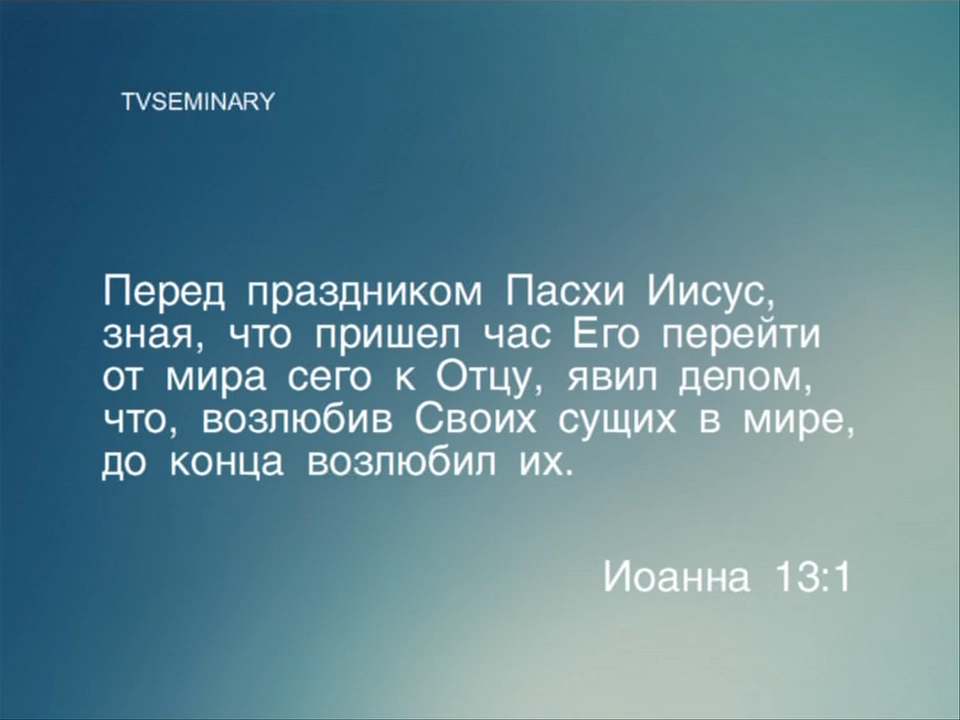 TVSEMINARY
Перед праздником Пасхи Иисус,
зная, что пришел час Его перейти
от мира сего к Отцу, явил делом,
что, возлюбив Своих сущих в мире,
до конца возлюбил их.
Иоанна 13:1